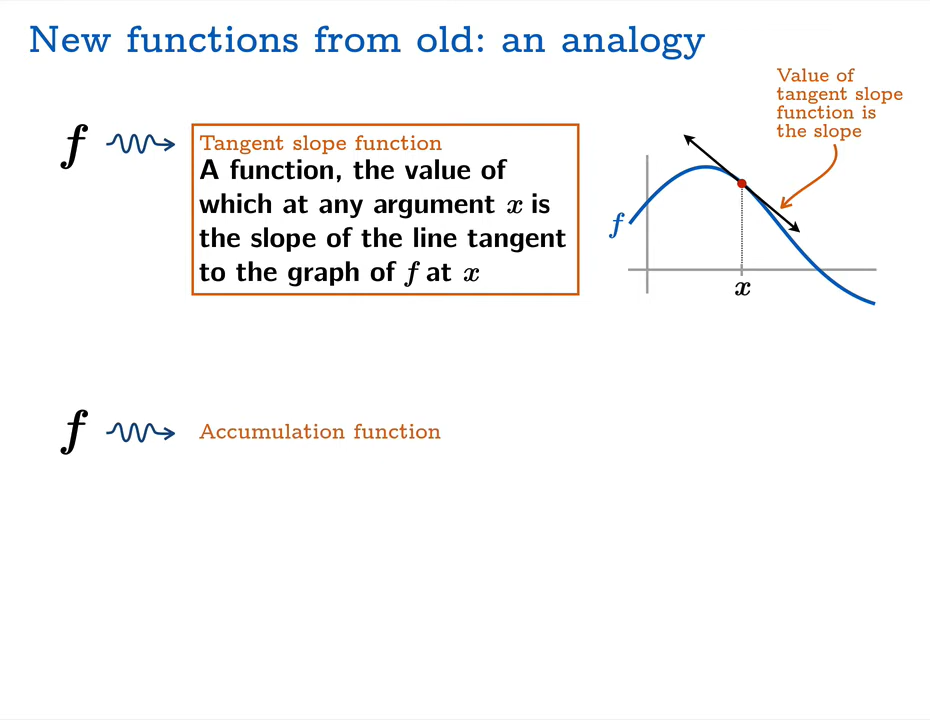 New functions from old: an analogy
f
Tangent slope function
A function, the value of
which at any argument x is
the slope of the line tangent
to the graph of f at x
Value of
tangent slope
function is
the slope
f
x
f
Accumulation function